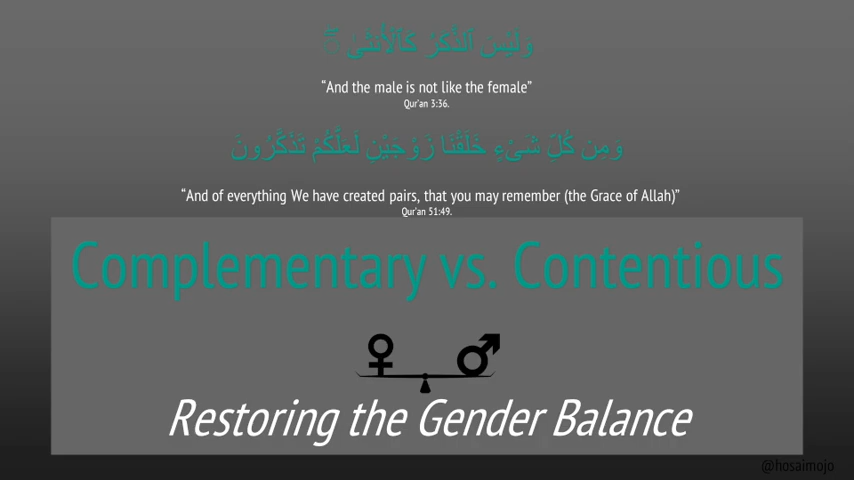 وَلَيْسَ ٱلذَّكَرُ كَٱلْأُنثَىٰ ۖ
“And the male is not like the female”
Qur'an 3:36.
وَمِن كُلِّ شَىْءٍ خَلَقْنَا زَوْجَيْنِ لَعَلَّكُمْ تَذَكَّرُونَ
“And of everything We have created pairs, that you may remember (the Grace of Allah)”
Qur'an 51:49.
Complementary vs. Contentious
Restoring the Gender Balance
@hosaimojo